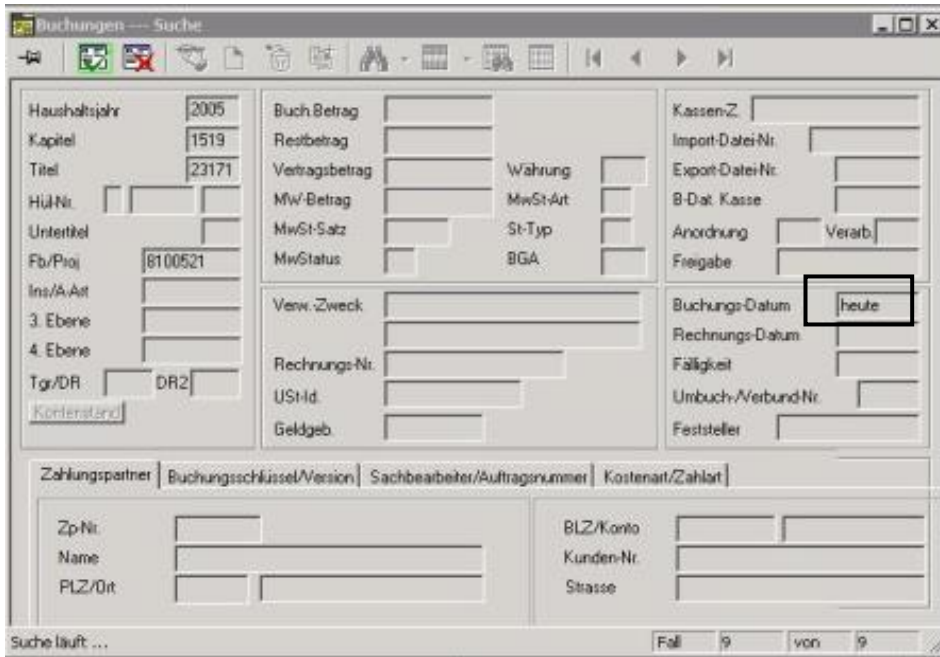 Buchungen --- Suche
Haushaltsjahr 2005
Kapitel 1519
Titel 23171
Hül-Nr.
Untertitel
Fb/Proj 8100521
Ins/A.Art
3. Ebene
4. Ebene
Tgr/DR DR2
Kontenstand
Buch.Betrag
Restbetrag
Vertragsbetrag Währung
MW-Betrag MwSt-Art
MwSt-Satz St-Typ
MwStatus BGA
Verw.-Zweck
Rechnungs-Nr.
USt-Id.
Geldgeb.
Kassen-Z.
Import-Datei-Nr.
Export-Datei-Nr.
B-Dat. Kasse
Anordnung Verarb.
Freigabe
Buchungs-Datum heute
Rechnungs-Datum
Fälligkeit
Umbuch-/Verbund-Nr.
Feststeller
Zahlungspartner Buchungsschlüssel/Version Sachbearbeiter/Auftragsnummer Kostenart/Zahlart
Zp-Nr.
Name
PLZ/Ort
BLZ/Konto
Kunden-Nr.
Strasse
Suche läuft ... Fall 9 von 9